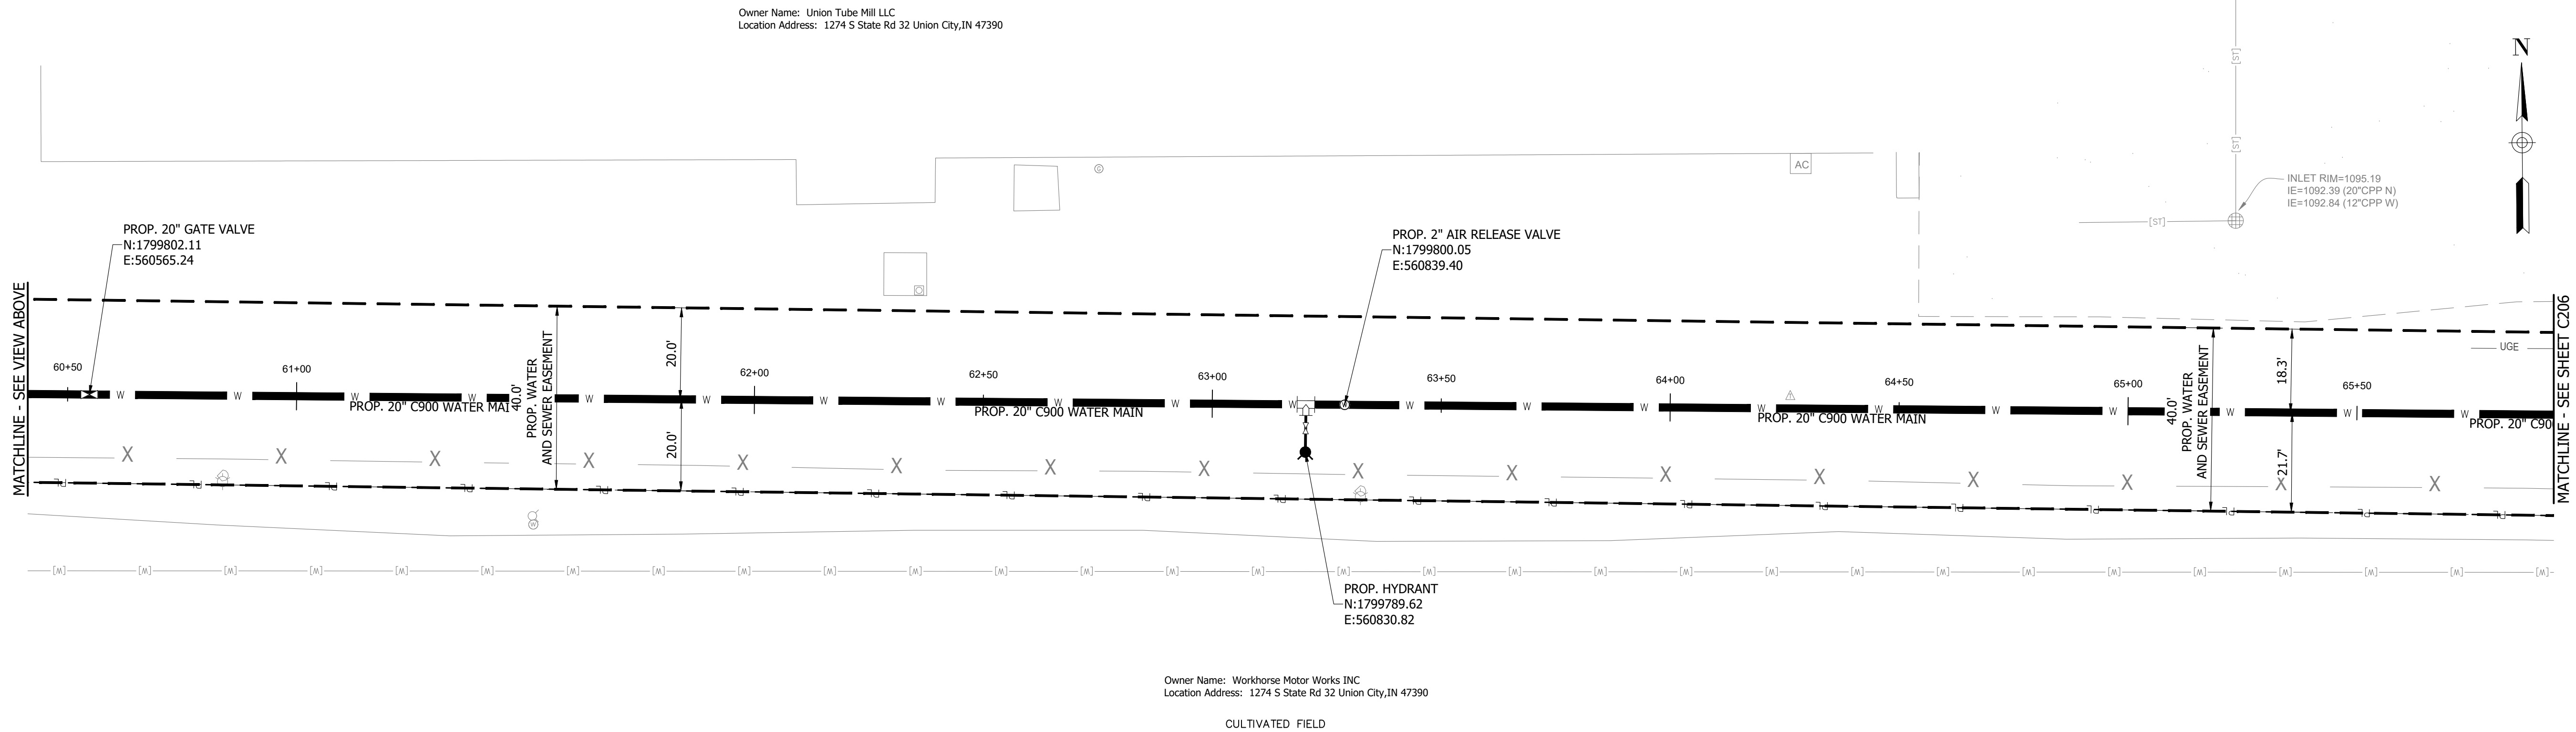 Owner Name: Union Tube Mill LLC
Location Address: 1274 S State Rd 32 Union City,IN 47390
N
[ST]
[ST]
AC
INLET RIM=1095.19
IE=1092.39 (20"CPP N)
IE=1092.84 (12"CPP W)
[ST]
G
PROP. 20" GATE VALVE
N:1799802.11
E:560565.24
PROP. 2" AIR RELEASE VALVE
N:1799800.05
E:560839.40
MATCHLINE - SEE VIEW ABOVE
MATCHLINE - SEE SHEET C206
UGE
60+50
61+00
62+00
62+50
63+00
63+50
64+00
64+50
65+00
65+50
40.0'
PROP. WATER
AND SEWER EASEMENT
20.0'
20.0'
40.0'
PROP. WATER
AND SEWER EASEMENT
18.3'
21.7'
W W W W W W W W W W W W W W W W W W W W W
PROP. 20" C900 WATER MAI
PROP. 20" C900 WATER MAIN
PROP. 20" C900 WATER MAIN
PROP. 20" C90
X X X X X X X X X X X X X X X X
W
[W] [W] [W] [W] [W] [W] [W] [W] [W] [W] [W] [W] [W] [W] [W] [W] [W] [W] [W] [W] [W] [W] [W] [W] [W] [W] [W] [W] [W] [W]
PROP. HYDRANT
N:1799789.62
E:560830.82
Owner Name: Workhorse Motor Works INC
Location Address: 1274 S State Rd 32 Union City,IN 47390
CULTIVATED FIELD